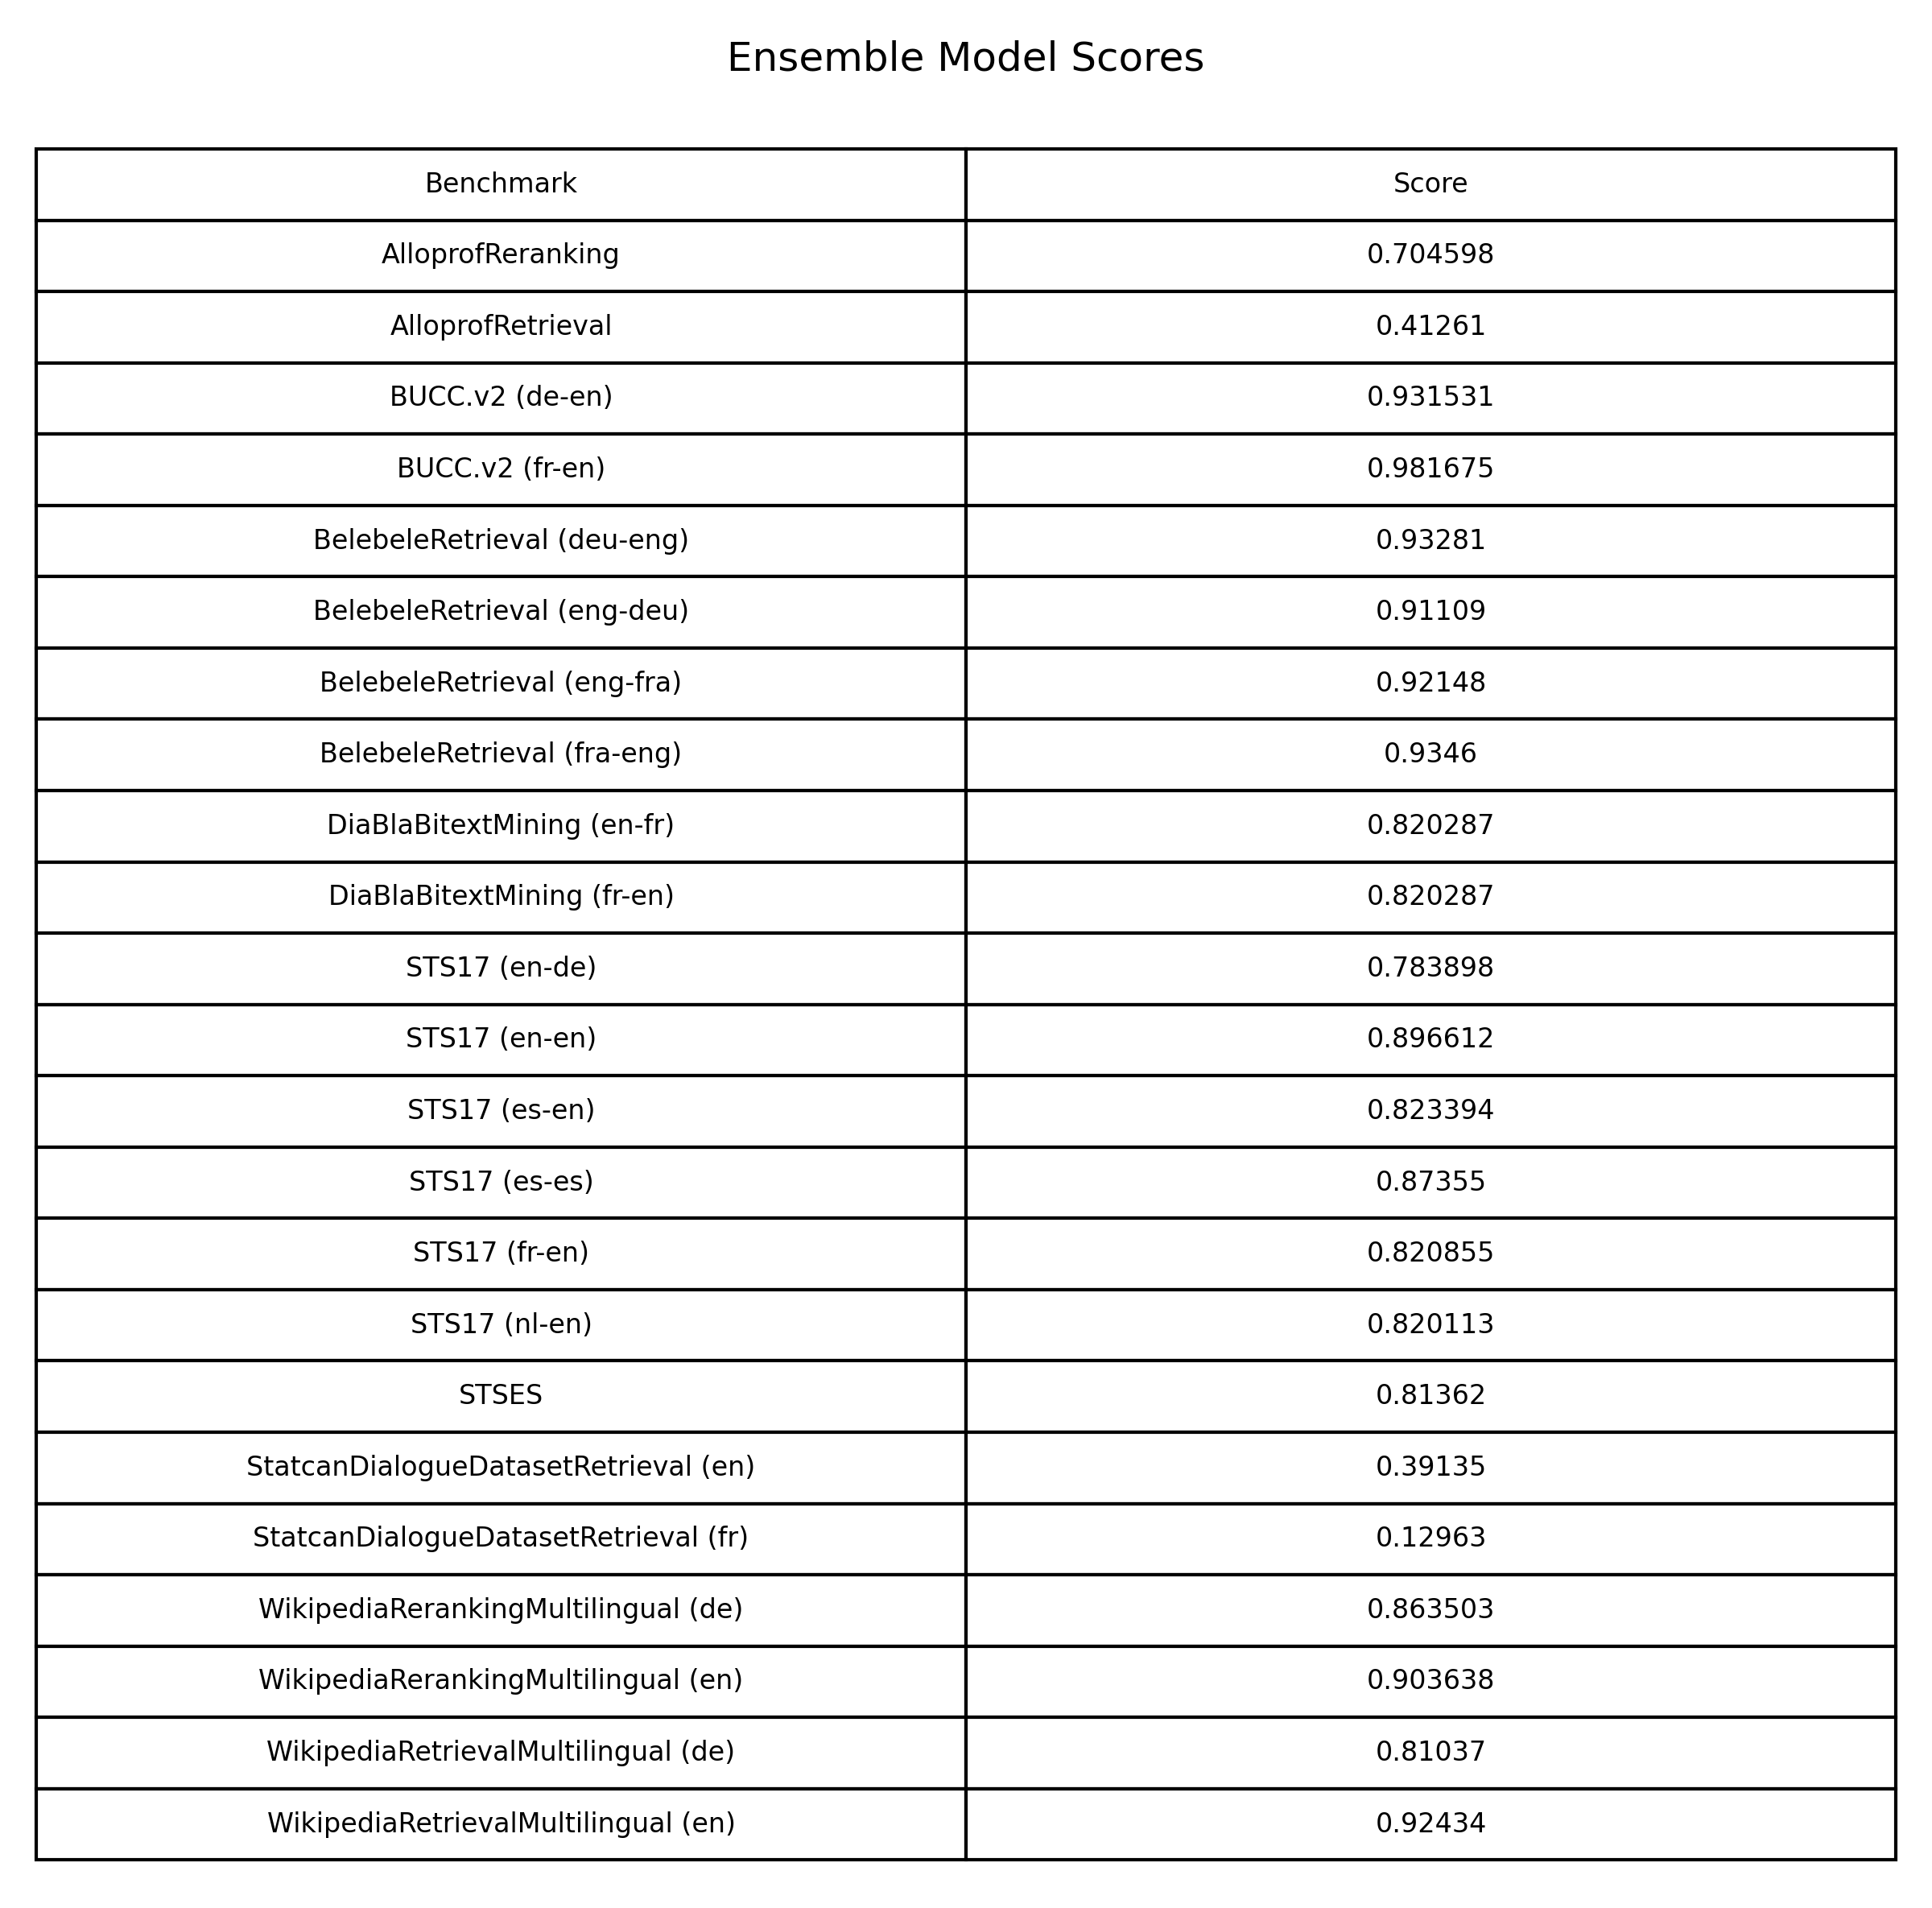 Ensemble Model Scores
Benchmark Score
AlloprofReranking 0.704598
AlloprofRetrieval 0.41261
BUCC.v2 (de-en) 0.931531
BUCC.v2 (fr-en) 0.981675
BelebeleRetrieval (deu-eng) 0.93281
BelebeleRetrieval (eng-deu) 0.91109
BelebeleRetrieval (eng-fra) 0.92148
BelebeleRetrieval (fra-eng) 0.9346
DiaBlaBitextMining (en-fr) 0.820287
DiaBlaBitextMining (fr-en) 0.820287
STS17 (en-de) 0.783898
STS17 (en-en) 0.896612
STS17 (es-en) 0.823394
STS17 (es-es) 0.87355
STS17 (fr-en) 0.820855
STS17 (nl-en) 0.820113
STSES 0.81362
StatcanDialogueDatasetRetrieval (en) 0.39135
StatcanDialogueDatasetRetrieval (fr) 0.12963
WikipediaRerankingMultilingual (de) 0.863503
WikipediaRerankingMultilingual (en) 0.903638
WikipediaRetrievalMultilingual (de) 0.81037
WikipediaRetrievalMultilingual (en) 0.92434